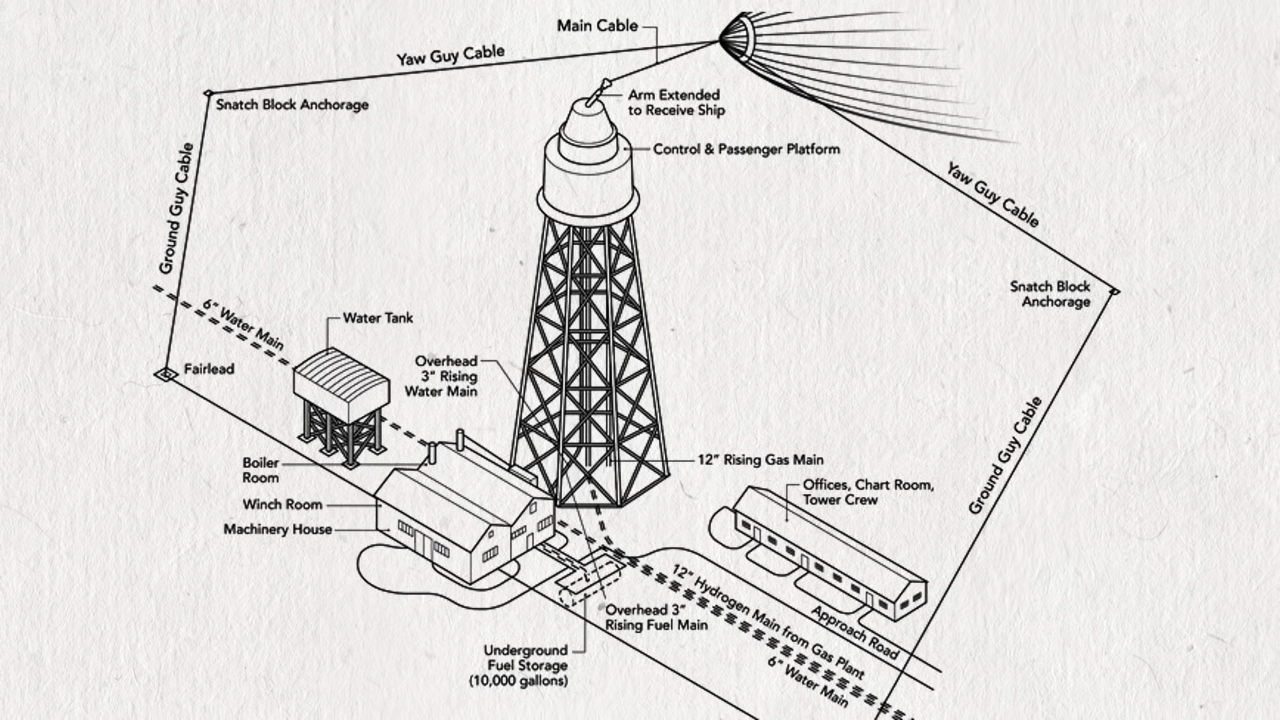 Main Cable
Yaw Guy Cable
Snatch Block Anchorage
Arm Extended
to Receive Ship
Control & Passenger Platform
Ground Guy Cable
Yaw Guy Cable
Snatch Block
Anchorage
6" Water Main
Water Tank
Fairlead
Overhead
3" Rising
Water Main
Ground Guy Cable
Boiler
Room
12" Rising Gas Main
Winch Room
Offices, Chart Room,
Tower Crew
Machinery House
12" Hydrogen Main from Gas Plant
Approach Road
Overhead 3"
Rising Fuel Main
6" Water Main
Underground
Fuel Storage
(10,000 gallons)